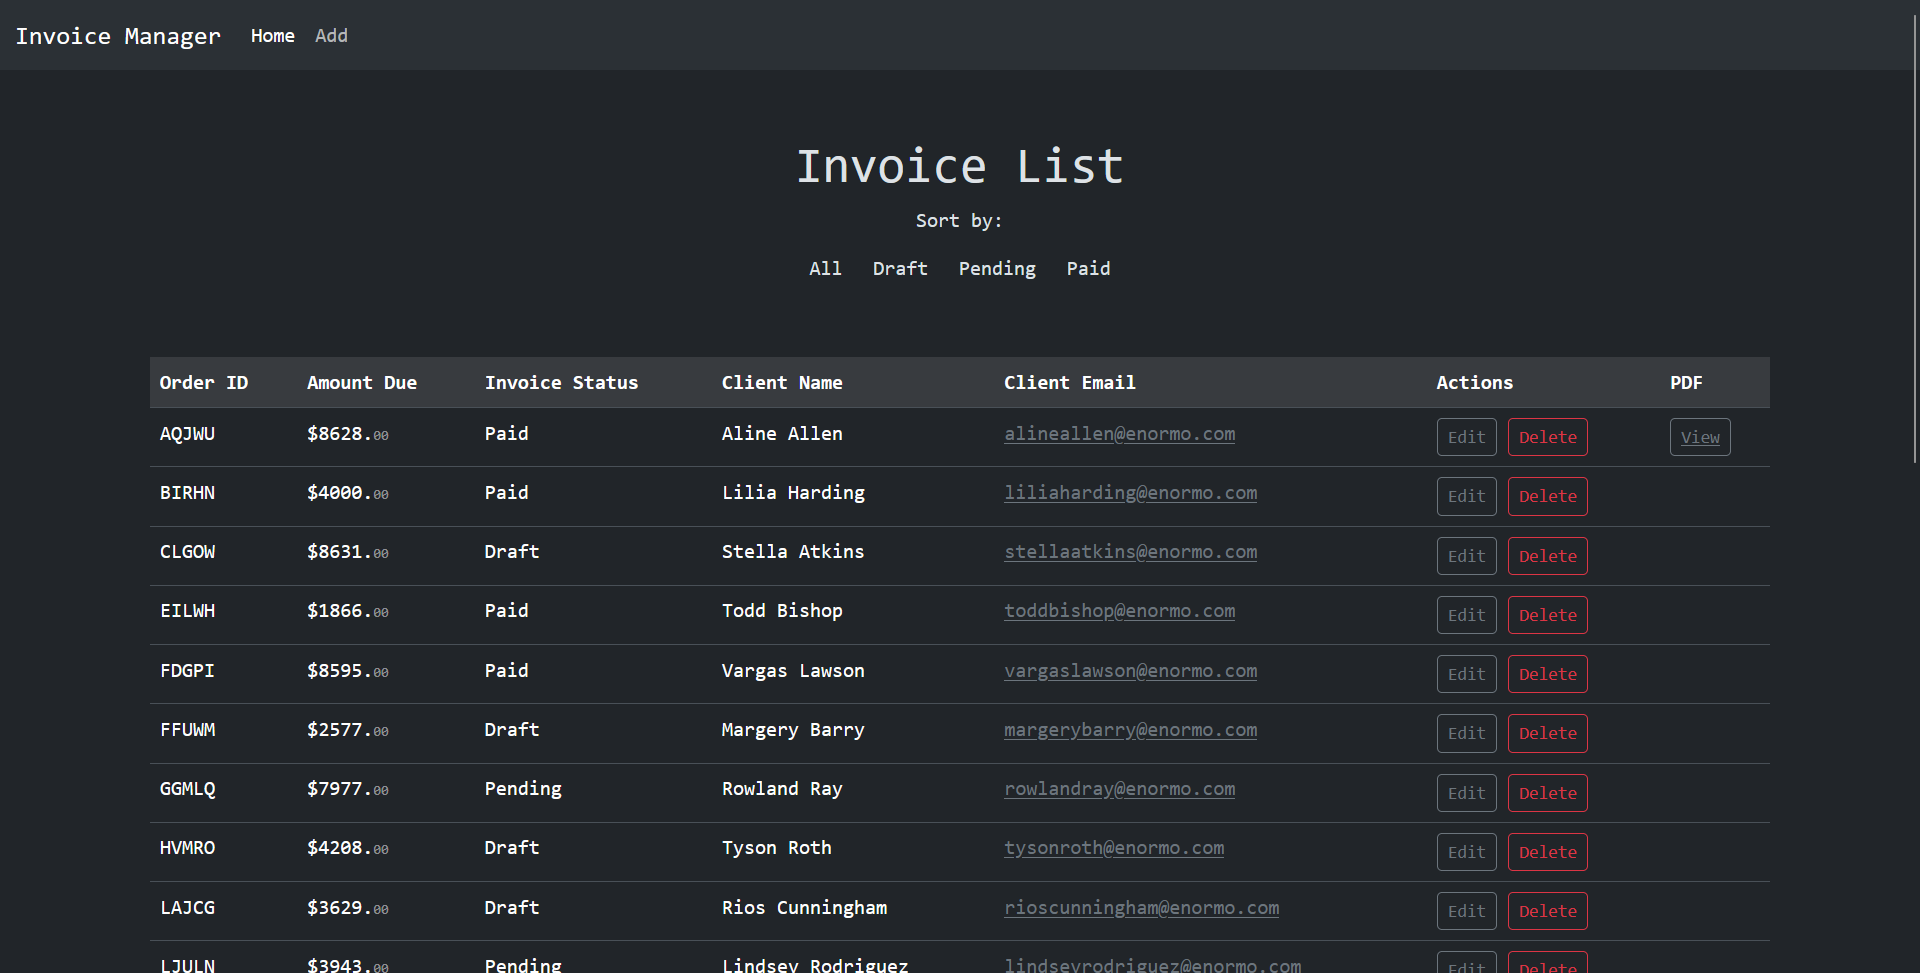 Invoice Manager Home Add
Invoice List
Sort by:
All Draft Pending Paid
Order ID Amount Due Invoice Status Client Name Client Email Actions PDF
AQJWU $8628.00 Paid Aline Allen alineallen@enormo.com Edit Delete View
BIRHN $4000.00 Paid Lilia Harding liliaharding@enormo.com Edit Delete
CLGOW $8631.00 Draft Stella Atkins stellaatkins@enormo.com Edit Delete
EILWH $1866.00 Paid Todd Bishop toddbishop@enormo.com Edit Delete
FDGPI $8595.00 Paid Vargas Lawson vargaslawson@enormo.com Edit Delete
FFUWM $2577.00 Draft Margery Barry margerybarry@enormo.com Edit Delete
GGMLQ $7977.00 Pending Rowland Ray rowlandray@enormo.com Edit Delete
HVMRO $4208.00 Draft Tyson Roth tysonroth@enormo.com Edit Delete
LAJCG $3629.00 Draft Rios Cunningham rioscunningham@enormo.com Edit Delete
LJULN $3943.00 Pending Lindsey Rodriguez lindseyrodriguez@enormo.com Edit Delete